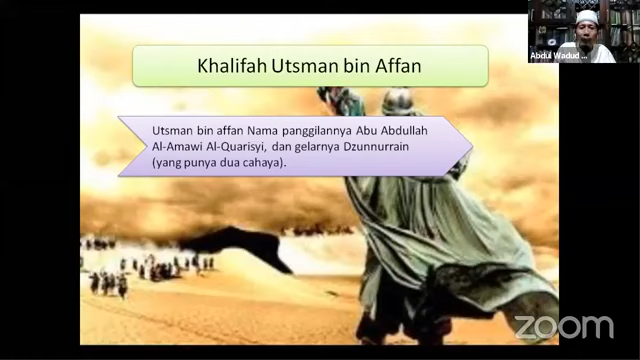 Khalifah Utsman bin Affan
Utsman bin affan Nama panggilannya Abu Abdullah
Al-Amawi Al-Quarisyi, dan gelarnya Dzunnurrain
(yang punya dua cahaya).
Abdul Wadud ...
zoom